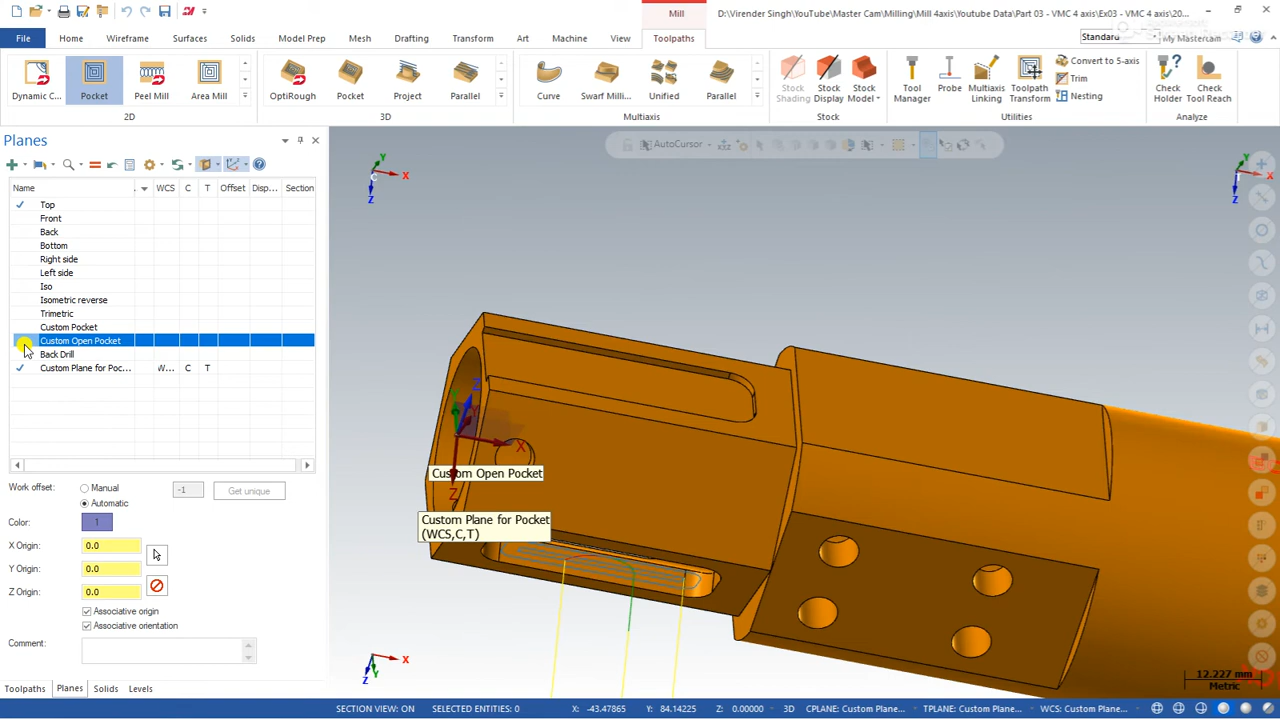 Mill
D:\Virender Singh\YouTube\Master Cam\Milling\Mill 4axis\Youtube Data\Part 03 - VMC 4 axis\Ex03 - VMC 4 axis\20...
File
Home
Wireframe
Surfaces
Solids
Model Prep
Mesh
Drafting
Transform
Art
Machine
View
Toolpaths
Standard
My Mastercam
Dynamic C...
Pocket
Peel Mill
Area Mill
OptiRough
Pocket
Project
Parallel
Curve
Swarf Milli...
Unified
Parallel
Stock Shading
Stock Display
Stock Model
Tool Manager
Probe
Multiaxis Linking
Toolpath Transform
Convert to 5-axis
Trim
Nesting
Check Holder
Check Tool Reach
2D
3D
Multiaxis
Stock
Utilities
Analyze
Planes
AutoCursor
Name
WCS
C
T
Offset
Disp...
Section
Top
Front
Back
Bottom
Right side
Left side
Iso
Isometric reverse
Trimetric
Custom Pocket
Custom Open Pocket
Back Drill
Custom Plane for Poc...
W...
C
T
Work offset:
Manual
-1
Get unique
Automatic
Color:
1
X Origin:
0.0
Y Origin:
0.0
Z Origin:
0.0
Associative origin
Associative orientation
Comment:
Y
X
Z
Y
X
Z
Y
Z
X
Z
Custom Open Pocket
Custom Plane for Pocket
(WCS,C,T)
X
Y
Z
12.227 mm
Metric
Toolpaths
Planes
Solids
Levels
SECTION VIEW: ON
SELECTED ENTITIES: 0
X: -43.47865
Y: 84.14225
Z: 0.00000
3D
CPLANE: Custom Plane...
TPLANE: Custom Plane...
WCS: Custom Plane...